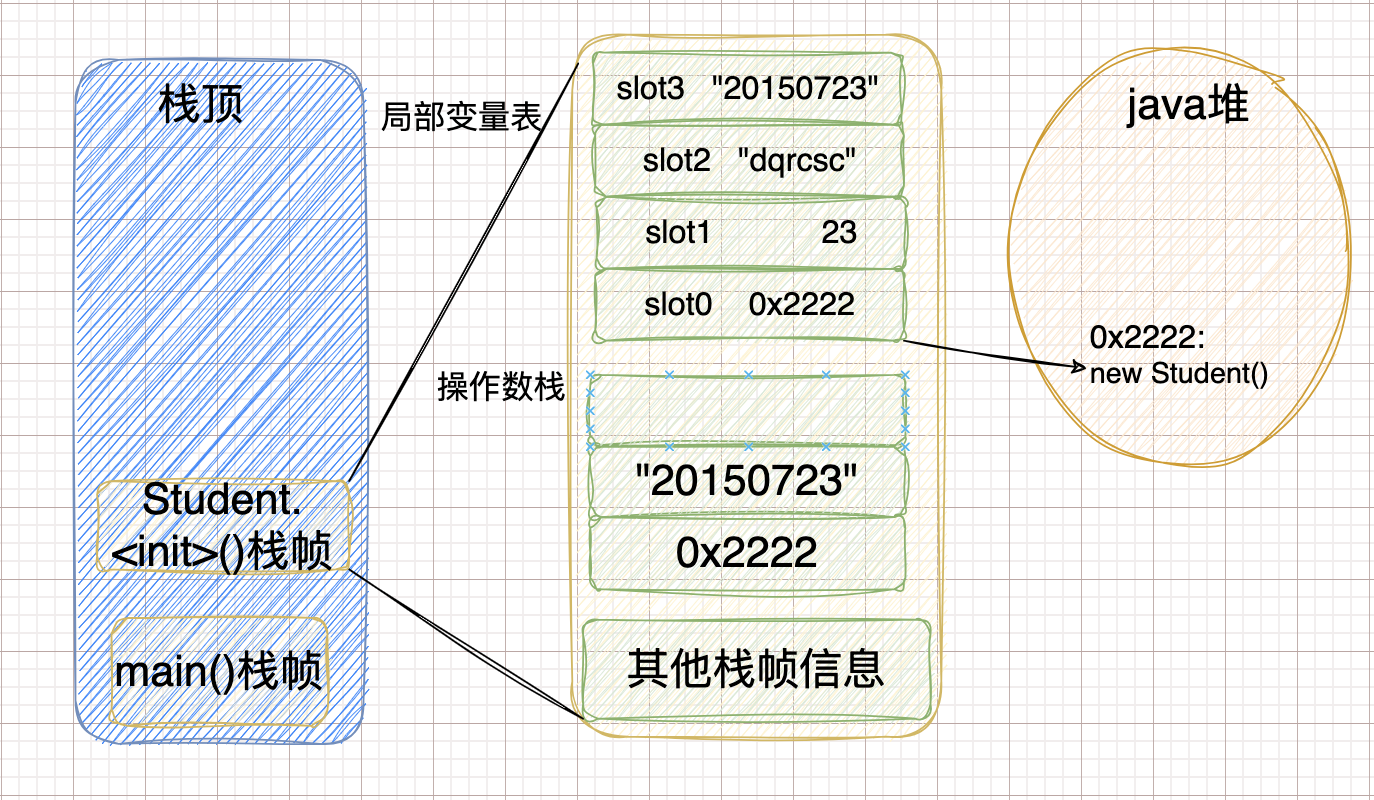 栈顶
Student.
<init>()栈帧
main()栈帧
局部变量表
slot3 "20150723"
slot2 "dqrcsc"
slot1 23
slot0 0x2222
操作数栈
"20150723"
0x2222
其他栈帧信息
java堆
0x2222:
new Student()